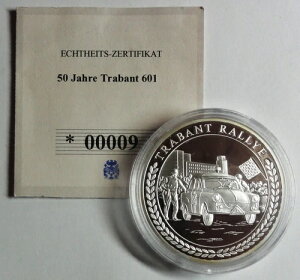 ECHTHEITS-ZERTIFIKAT
50 Jahre Trabant 601
* 00009
TRABANT RALLYE